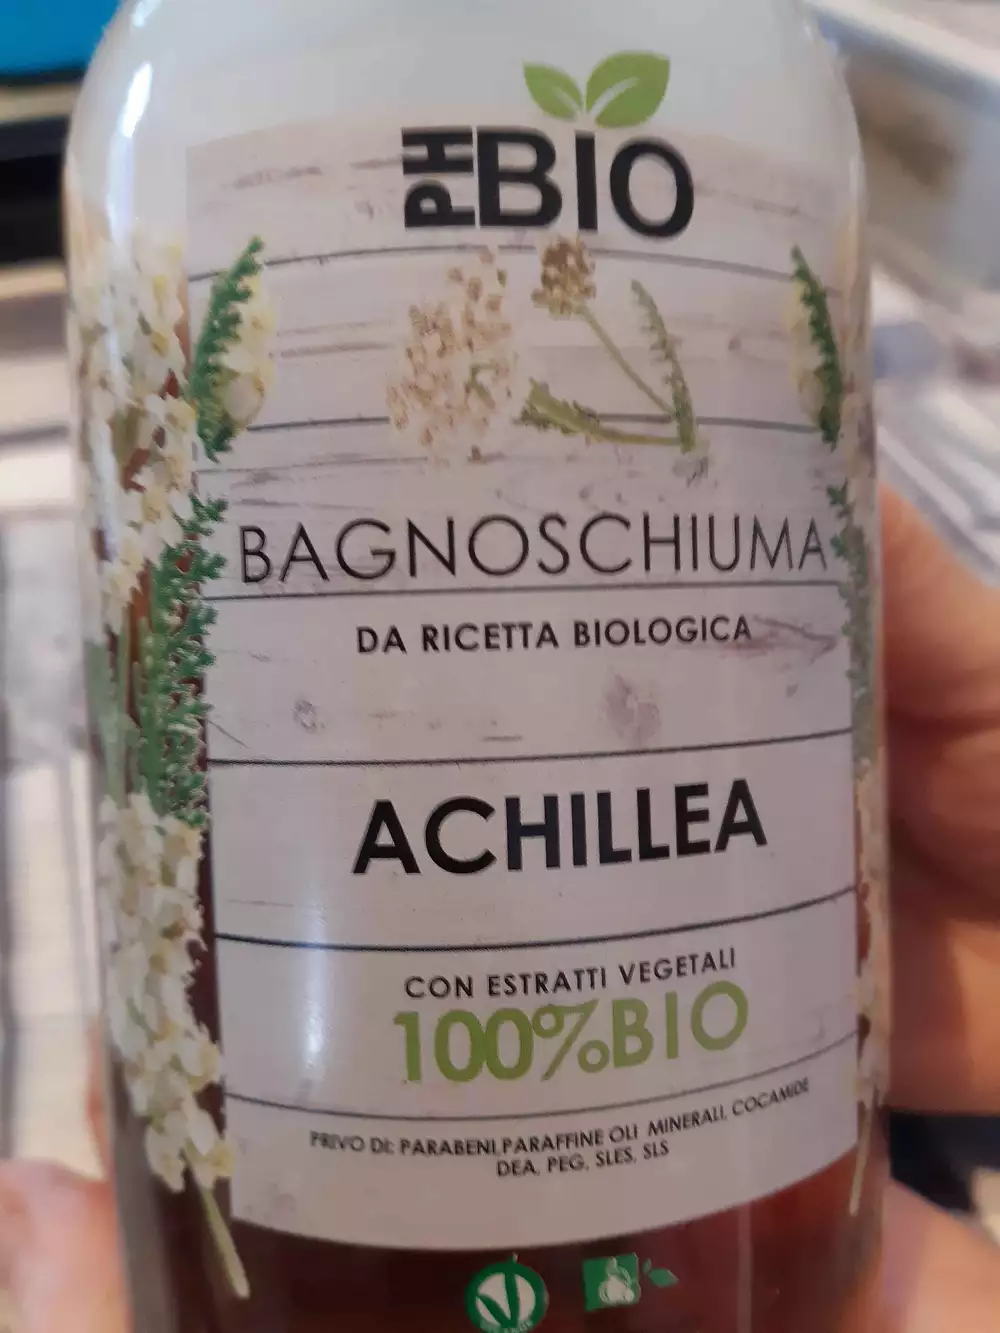 PH BIO
BAGNOSCHIUMA
DA RICETTA BIOLOGICA
ACHILLEA
CON ESTRATTI VEGETALI
100%BIO
PRIVO DI: PARABENI, PARAFFINE OLI MINERALI, COCAMIDE
DEA, PEG, SLES, SLS